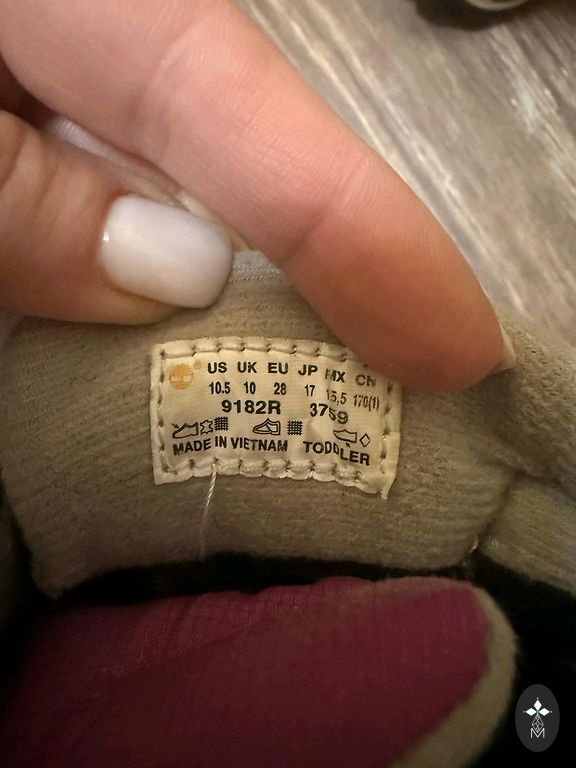 US UK EU JP MX CN
10.5 10 28 17 15,5 170(1)
9182R 3759
MADE IN VIETNAM TODDLER
M